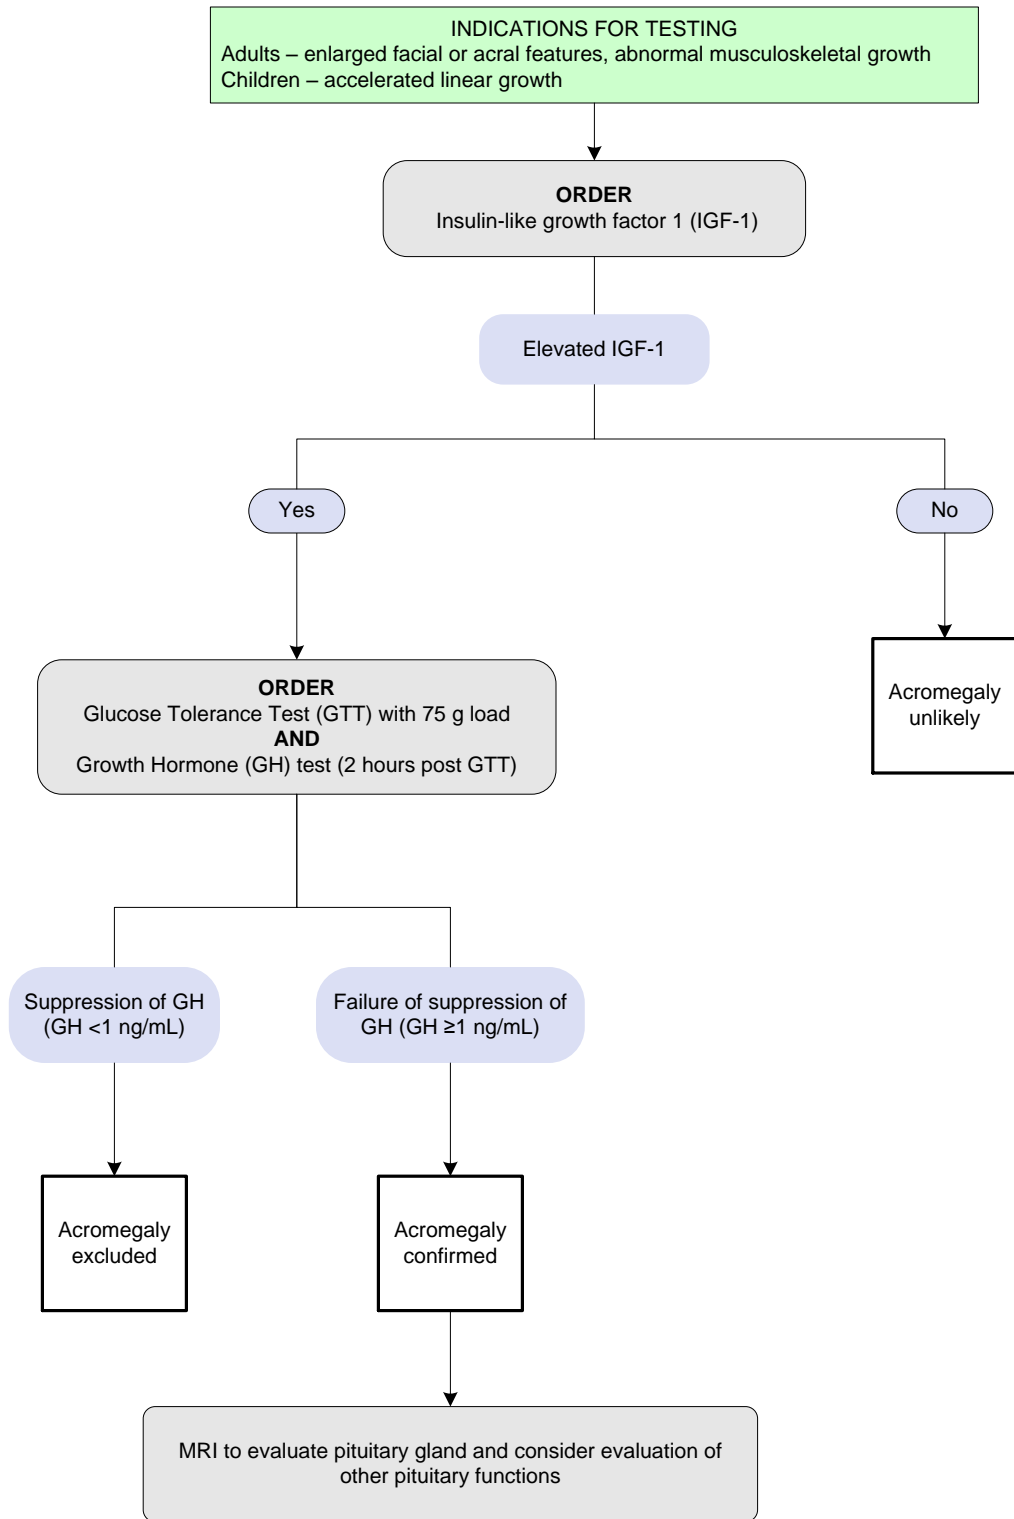 INDICATIONS FOR TESTING
Adults – enlarged facial or acral features, abnormal musculoskeletal growth
Children – accelerated linear growth
ORDER
Insulin-like growth factor 1 (IGF-1)
Elevated IGF-1
Yes
No
ORDER
Glucose Tolerance Test (GTT) with 75 g load
AND
Growth Hormone (GH) test (2 hours post GTT)
Acromegaly
unlikely
Suppression of GH
(GH <1 ng/mL)
Failure of suppression of
GH (GH ≥1 ng/mL)
Acromegaly
excluded
Acromegaly
confirmed
MRI to evaluate pituitary gland and consider evaluation of
other pituitary functions